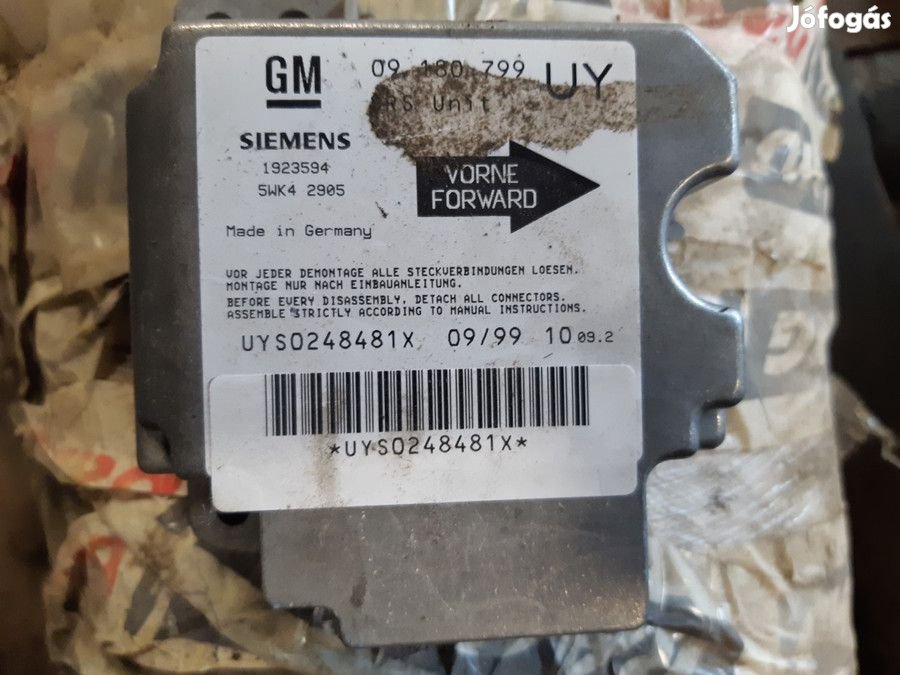 Jófogás
GM 09 180 799 UY
RS Unit
SIEMENS
1923594
5WK4 2905
VORNE
FORWARD
Made in Germany
VOR JEDER DEMONTAGE ALLE STECKVERBINDUNGEN LOESEN.
MONTAGE NUR NACH EINBAUANLEITUNG.
BEFORE EVERY DISASSEMBLY, DETACH ALL CONNECTORS.
ASSEMBLE STRICTLY ACCORDING TO MANUAL INSTRUCTIONS.
UYS0248481X 09/99 10 09.2
*UYS0248481X*